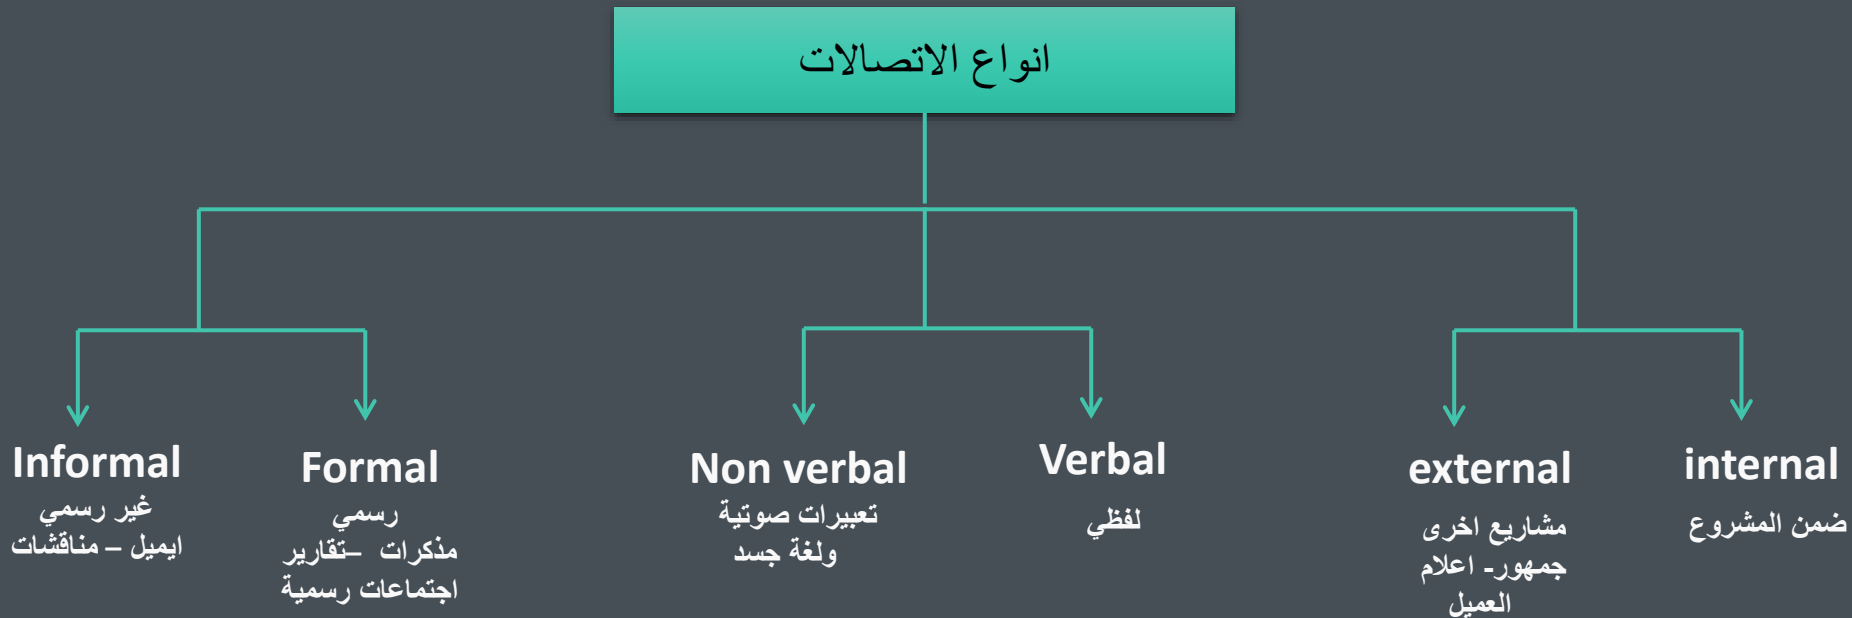 انواع الاتصالات
internal
ضمن المشروع
external
مشاريع اخرى
جمهور- اعلام
العميل
Verbal
لفظي
Non verbal
تعبيرات صوتية
ولغة جسد
Formal
رسمي
مذكرات –تقارير
اجتماعات رسمية
Informal
غير رسمي
ايميل – مناقشات